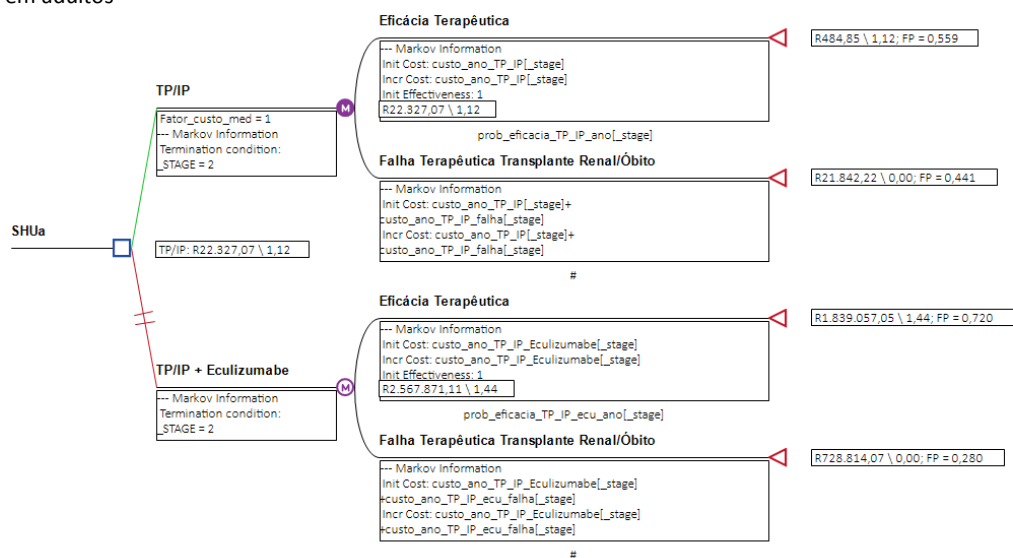 em adultos
Eficácia Terapêutica
R484,85 \ 1,12; FP = 0,559
--- Markov Information
Init Cost: custo_ano_TP_IP[_stage]
Incr Cost: custo_ano_TP_IP[_stage]
Init Effectiveness: 1
R22.327,07 \ 1,12
TP/IP
M
Fator_custo_med = 1
--- Markov Information
Termination condition:
_STAGE = 2
prob_eficacia_TP_IP_ano[_stage]
Falha Terapêutica Transplante Renal/Óbito
R21.842,22 \ 0,00; FP = 0,441
--- Markov Information
Init Cost: custo_ano_TP_IP[_stage]+
custo_ano_TP_IP_falha[_stage]
Incr Cost: custo_ano_TP_IP[_stage]+
custo_ano_TP_IP_falha[_stage]
#
SHUa
TP/IP: R22.327,07 \ 1,12
Eficácia Terapêutica
R1.839.057,05 \ 1,44; FP = 0,720
--- Markov Information
Init Cost: custo_ano_TP_IP_Eculizumabe[_stage]
Incr Cost: custo_ano_TP_IP_Eculizumabe[_stage]
Init Effectiveness: 1
R2.567.871,11 \ 1,44
TP/IP + Eculizumabe
M
--- Markov Information
Termination condition:
_STAGE = 2
prob_eficacia_TP_IP_ecu_ano[_stage]
Falha Terapêutica Transplante Renal/Óbito
R728.814,07 \ 0,00; FP = 0,280
--- Markov Information
Init Cost: custo_ano_TP_IP_Eculizumabe[_stage]
+custo_ano_TP_IP_ecu_falha[_stage]
Incr Cost: custo_ano_TP_IP_Eculizumabe[_stage]
+custo_ano_TP_IP_ecu_falha[_stage]
#